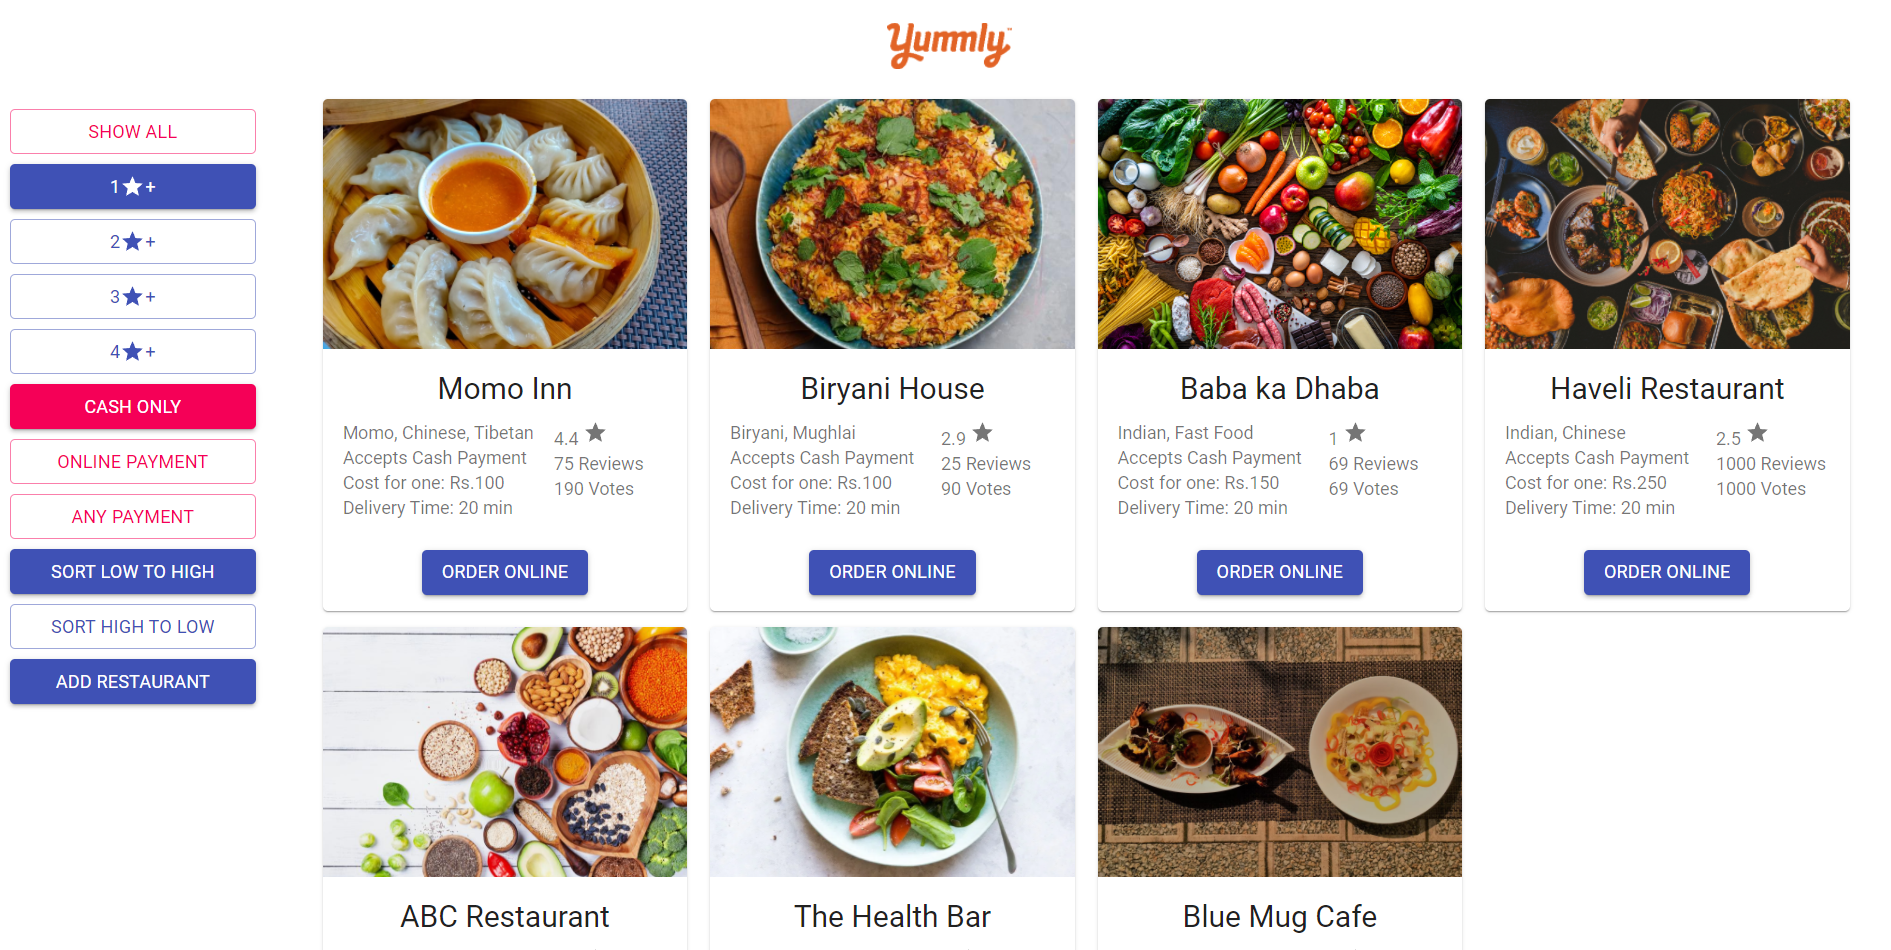 Yummly™
SHOW ALL
1★+
2★+
3★+
4★+
CASH ONLY
ONLINE PAYMENT
ANY PAYMENT
SORT LOW TO HIGH
SORT HIGH TO LOW
ADD RESTAURANT
Momo Inn
Momo, Chinese, Tibetan
Accepts Cash Payment
Cost for one: Rs.100
Delivery Time: 20 min
4.4 ★
75 Reviews
190 Votes
ORDER ONLINE
Biryani House
Biryani, Mughlai
Accepts Cash Payment
Cost for one: Rs.100
Delivery Time: 20 min
2.9 ★
25 Reviews
90 Votes
ORDER ONLINE
Baba ka Dhaba
Indian, Fast Food
Accepts Cash Payment
Cost for one: Rs.150
Delivery Time: 20 min
1 ★
69 Reviews
69 Votes
ORDER ONLINE
Haveli Restaurant
Indian, Chinese
Accepts Cash Payment
Cost for one: Rs.250
Delivery Time: 20 min
2.5 ★
1000 Reviews
1000 Votes
ORDER ONLINE
ABC Restaurant
The Health Bar
Blue Mug Cafe